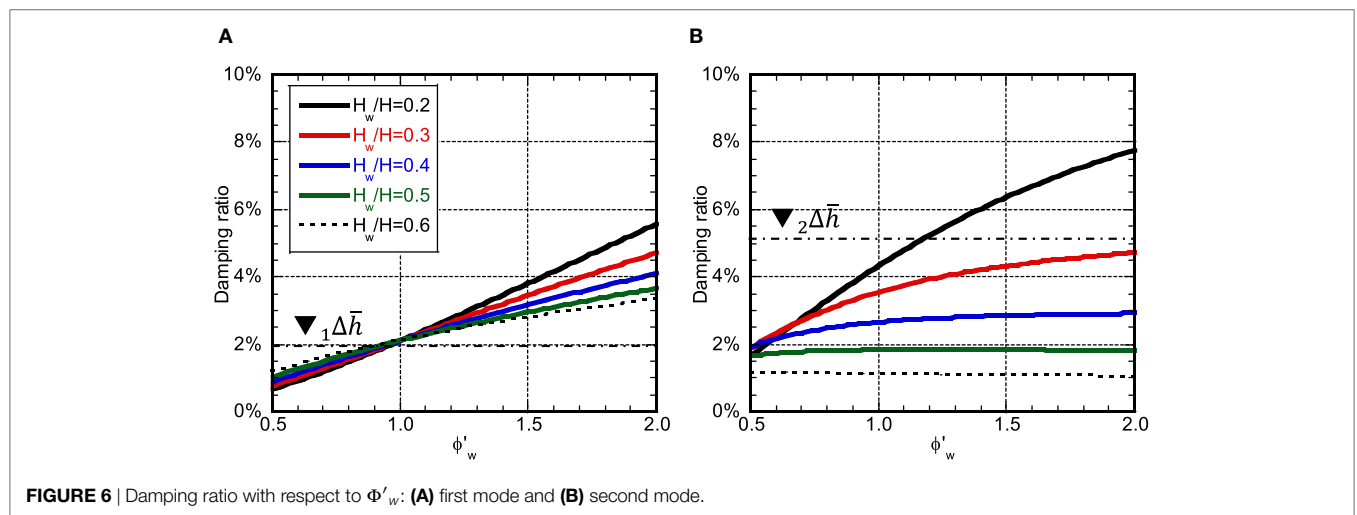 A
10%
8%
6%
4%
2%
0%
Damping ratio
H_w/H=0.2
H_w/H=0.3
H_w/H=0.4
H_w/H=0.5
H_w/H=0.6
▼ ₁Δh̅
0.5 1.0 1.5 2.0
ϕ'_w
B
10%
8%
6%
4%
2%
0%
Damping ratio
▼ ₂Δh̅
0.5 1.0 1.5 2.0
ϕ'_w
FIGURE 6 | Damping ratio with respect to Φ'_w: (A) first mode and (B) second mode.